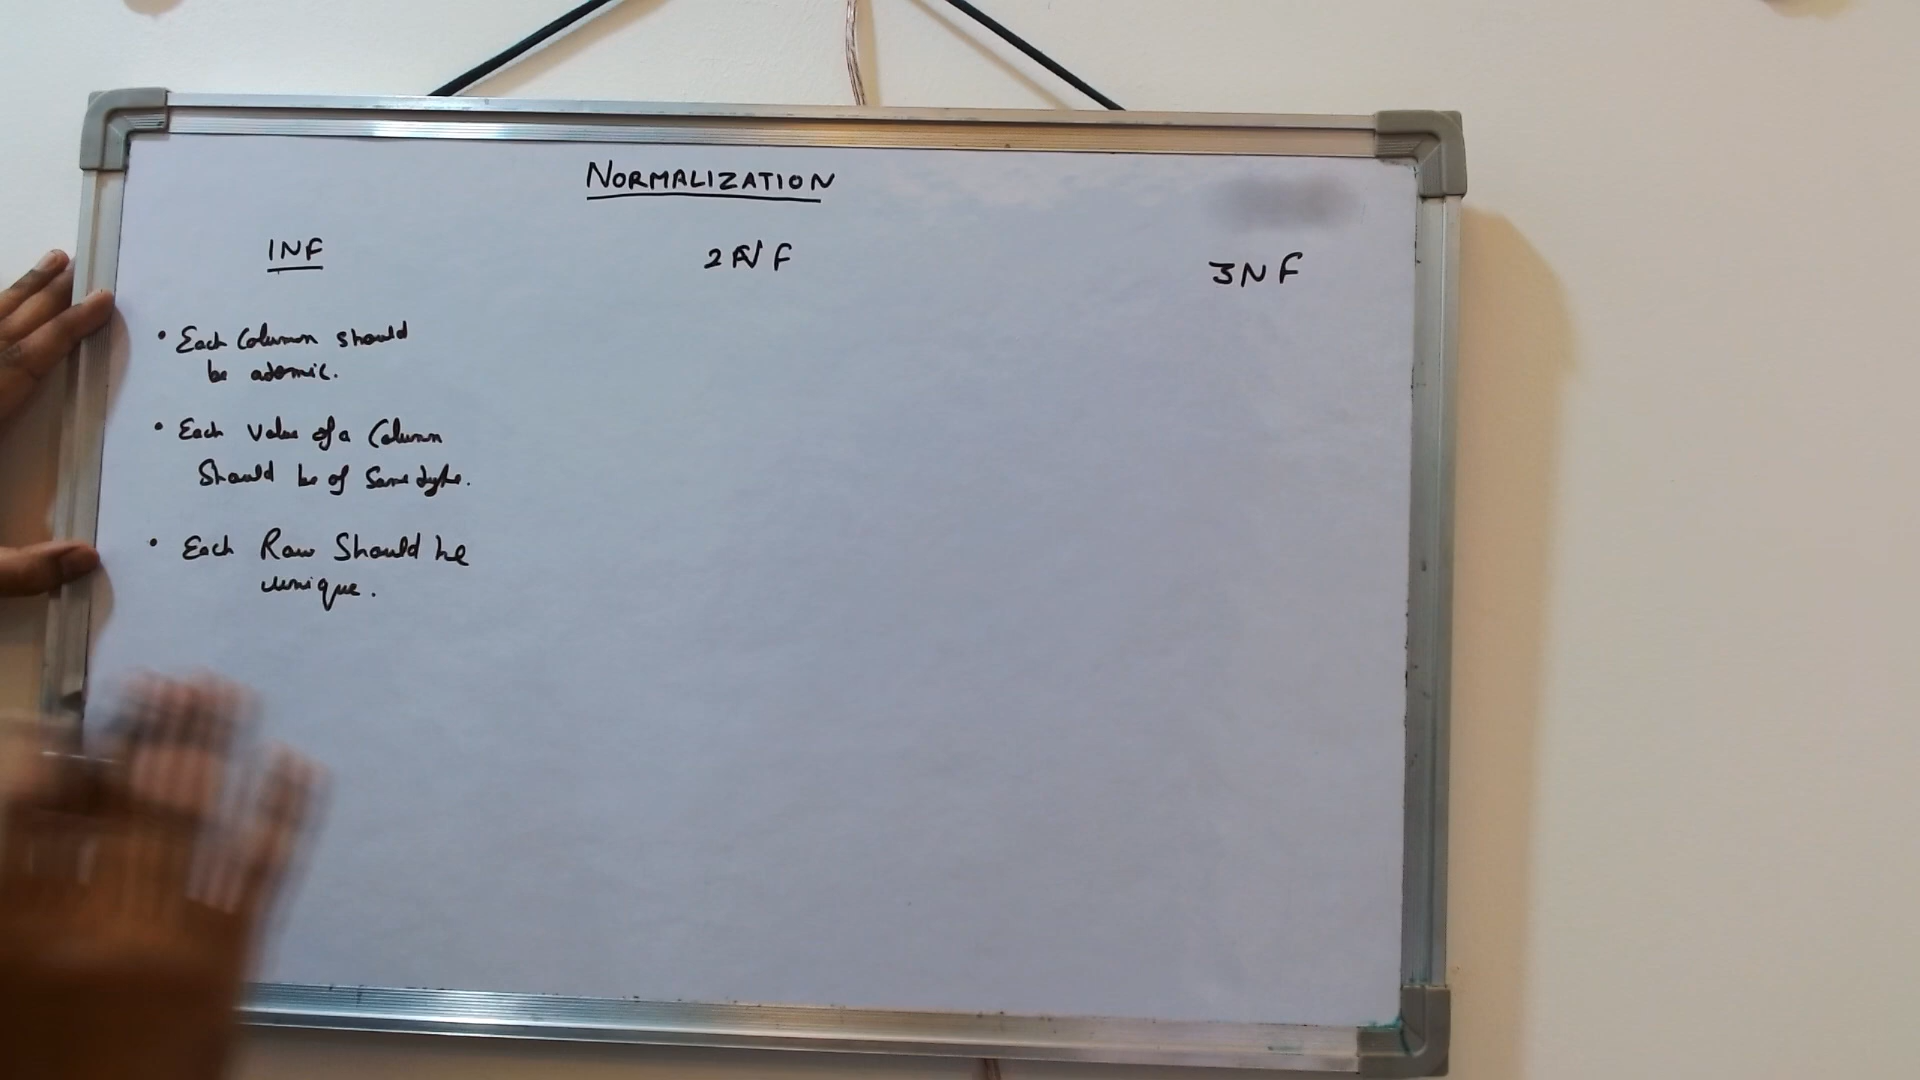 NORMALIZATION
1NF
2NF
3NF
• Each Column should
be atomic.
• Each value of a Column
Should be of Same type.
• Each Row Should be
unique.